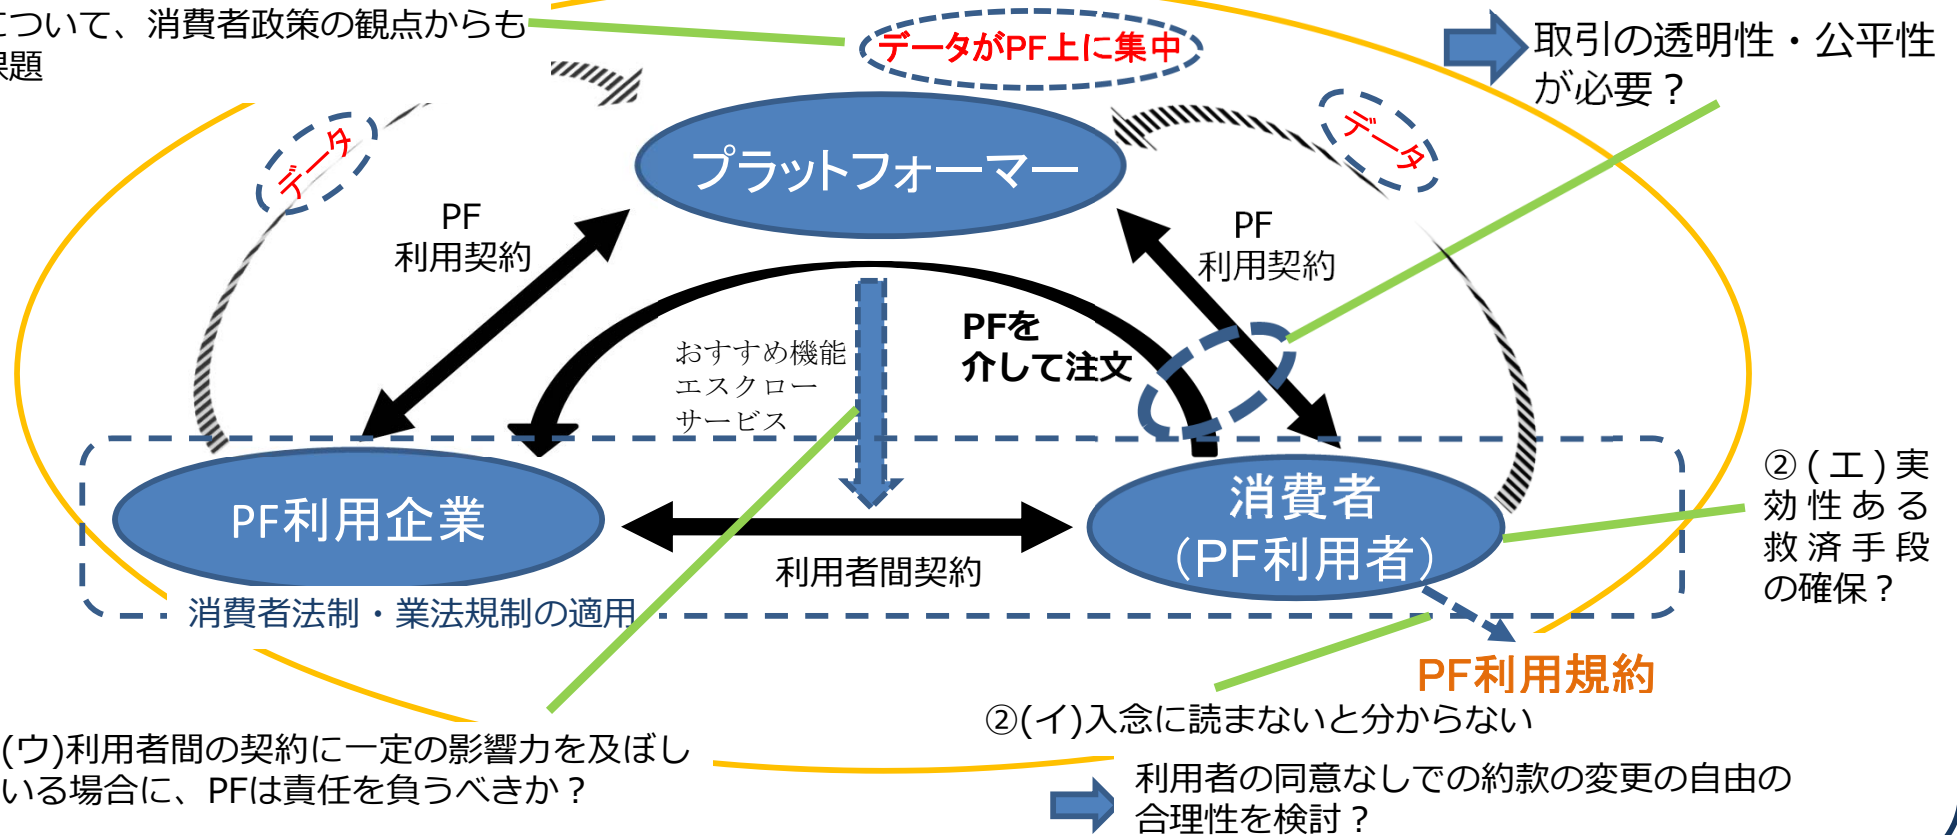 について、消費者政策の観点からも
課題
データがPF上に集中
取引の透明性・公平性
が必要？
データ
データ
プラットフォーマー
PF
利用契約
PF
利用契約
PFを
介して注文
おすすめ機能
エスクロー
サービス
PF利用企業
消費者
（PF利用者）
利用者間契約
消費者法制・業法規制の適用
②(エ)実
効性ある
救済手段
の確保？
PF利用規約
②(イ)入念に読まないと分からない
利用者の同意なしでの約款の変更の自由の
合理性を検討？
(ウ)利用者間の契約に一定の影響力を及ぼし
いる場合に、PFは責任を負うべきか？